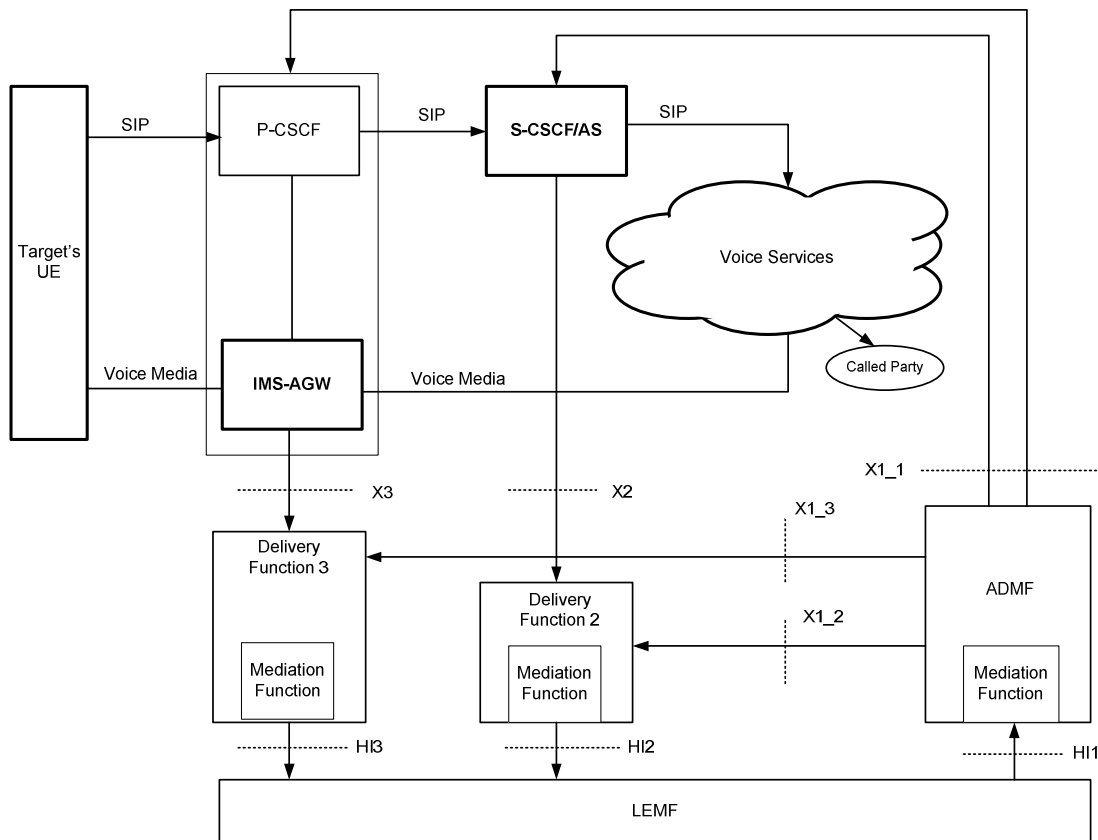 SIP
P-CSCF
SIP
S-CSCF/AS
SIP
Target's
UE
Voice Services
Voice Media
IMS-AGW
Voice Media
Called Party
X1_1
X3
X2
X1_3
Delivery
Function 3
ADMF
Delivery
Function 2
X1_2
Mediation
Function
Mediation
Function
Mediation
Function
HI3
HI2
HI1
LEMF